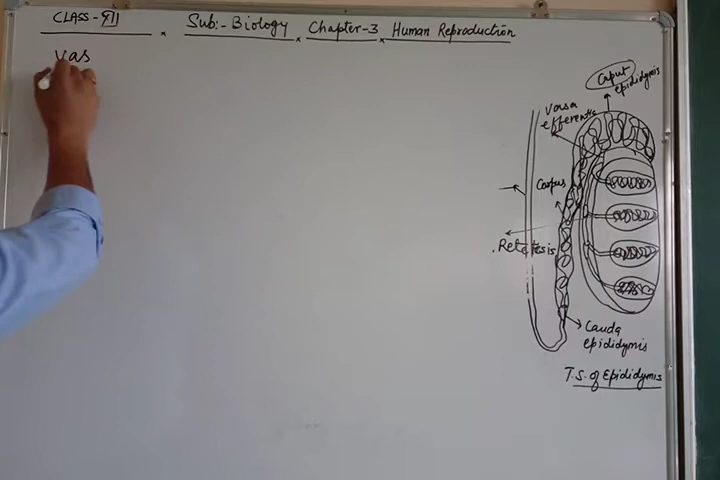 CLASS-XII Sub:- Biology Chapter-3 Human Reproduction
Vas
Caput
epididymis
Vasa
efferentia
Corpus
Rete testis
Cauda
epididymis
T.S. of Epididymis